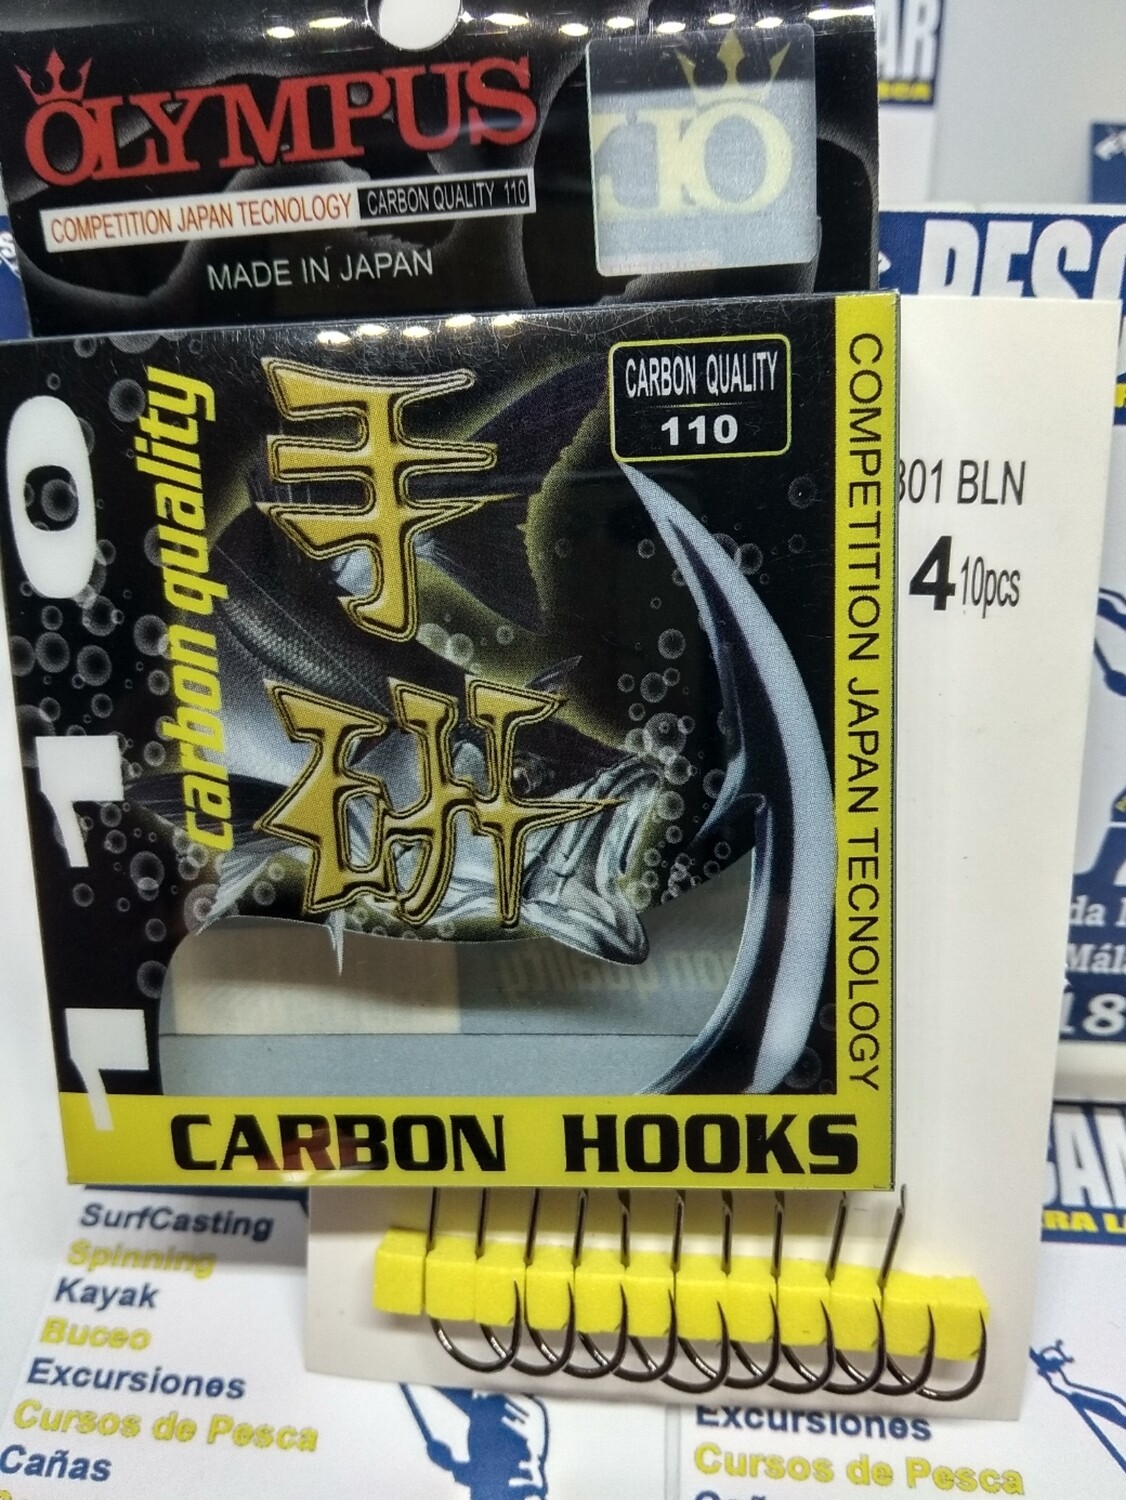 OLYMPUS
COMPETITION JAPAN TECNOLOGY CARBON QUALITY 110
MADE IN JAPAN
110
carbon quality
手研
CARBON QUALITY
110
COMPETITION JAPAN TECNOLOGY
CARBON HOOKS
301 BLN
4 10pcs
SurfCasting
Spinning
Kayak
Buceo
Excursiones
Cursos de Pesca
Cañas
Excursiones
Cursos de Pesca